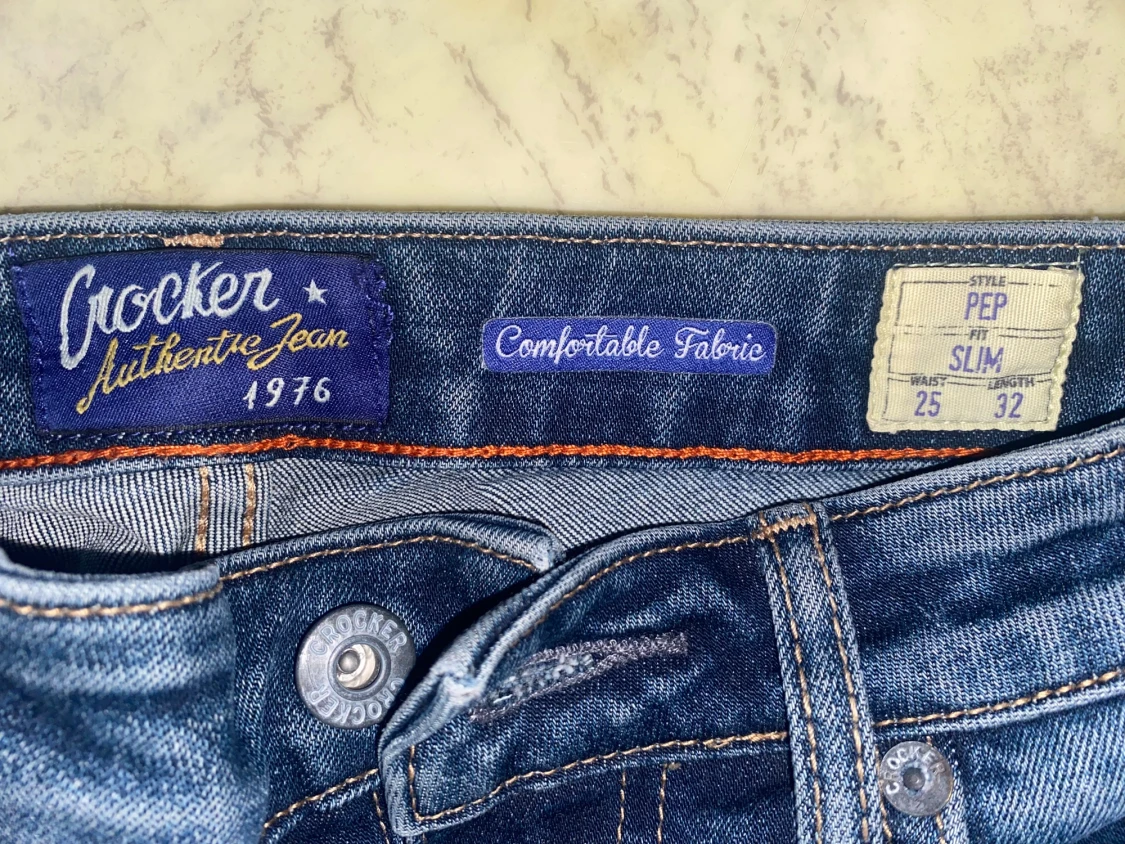 Crocker
Authentic Jean
1976
Comfortable Fabric
STYLE
PEP
FIT
SLIM
WAIST LENGTH
25 32
CROCKER
CROCKER
CROCKER